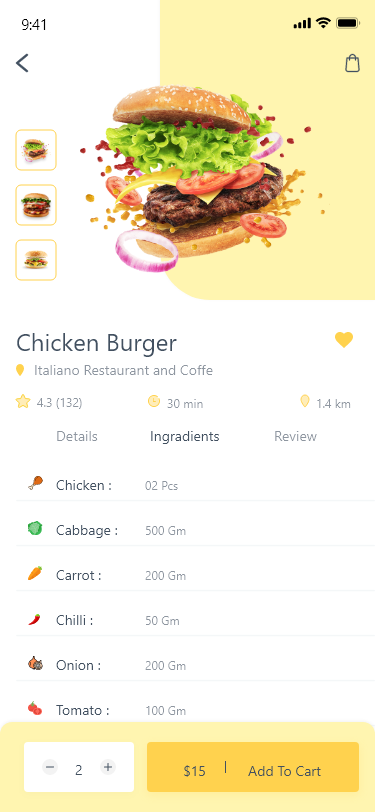 9:41
Chicken Burger
Italiano Restaurant and Coffe
4.3 (132) 30 min 1.4 km
Details Ingradients Review
Chicken : 02 Pcs
Cabbage : 500 Gm
Carrot : 200 Gm
Chilli : 50 Gm
Onion : 200 Gm
Tomato : 100 Gm
− 2 + $15 | Add To Cart